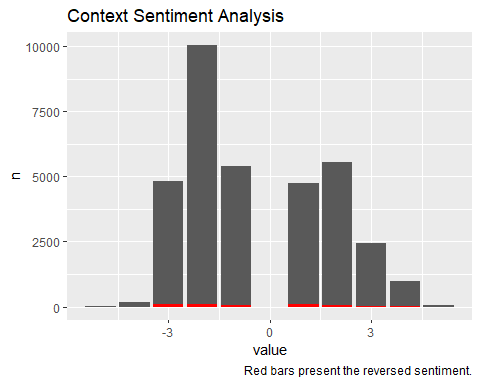 Context Sentiment Analysis
10000
7500
5000
2500
0
n
-3
0
3
value
Red bars present the reversed sentiment.